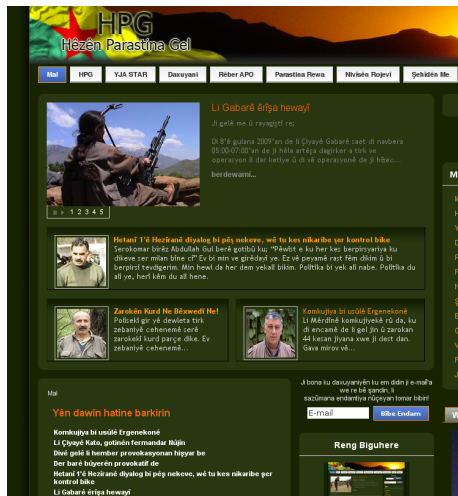 HPG
Hêzên Parastina Gel
Mal
HPG
YJA STAR
Daxuyanî
Rêber APO
Parastina Rewa
Nivîsên Rojevî
Şehîdên Me
Li Gabarê êrîşa hewayî
Ji gelê me û rayagiştî re;
Di 8'ê gulana 2009'an de li Çiyayê Gabarê saet di navbera
05:00-07:00'an de ji hêla artêşa dagirker a tirk ve
operasyon li dar ketiye û di vê operasyonê de ji hêec...
berdewamî...
1 2 3 4 5
Hetanî 1'ê Hezîranê diyalog bi pêş nekeve, wê tu kes nikaribe şer kontrol bike
Serokomar birêz Abdullah Gul berê gotibû ku; "Pêwîst e ku her kes berpirsyariya ku
dikeve ser milan bîne cî" Ev bi min ve girêdayî ye. Ez vê peyamê rast fêm dikim û bi
berpirsî tevdigerim. Min hewl da her dem yekalî bikim. Polîtîka bi yek alî nabe. Polîtîka du
alî ye, herî kêm du alî hene.
Zarokên Kurd Ne Bêxwedî Ne!
Polîsekî gir yê dewleta tirk
zebaniyê cehenemê serê
zarokekî kurd parçe dike. Ev
zebaniyê cehenemê...
Komkujiya bi usûlê Ergenekonê
Li Mêrdînê komkujiyekê rû da, ku
di encamê de li gel jin û zarokan
44 kesan jiyana xwe ji dest dan.
Gava mirov vê...
Mal
Yên dawîn hatine barkirin
Komkujiya bi usûlê Ergenekonê
Li Çiyayê Kato, gotinên fermandar Nûjîn
Divê gelê li hember provokasyonan hişyar be
Der barê bûyerên provokatîf de
Hetanî 1'ê Hezîranê diyalog bi pêş nekeve, wê tu kes nikaribe şer
kontrol bike
Li Gabarê êrîşa hewayî
Ji bona ku daxuyaniyên ku em didin ji e-maîl'a
we re bê şandin, li
sazûmana endamtiya nûçeyan tomar bibin!
E-mail
Bibe Endam
Reng Biguhere